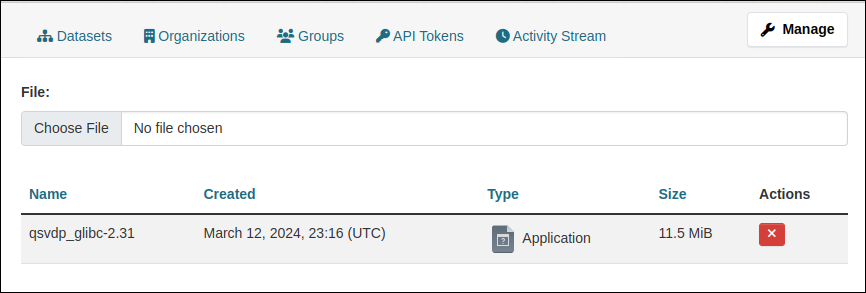 Datasets Organizations Groups API Tokens Activity Stream Manage
File:
Choose File No file chosen
Name Created Type Size Actions
qsvdp_glibc-2.31 March 12, 2024, 23:16 (UTC) Application 11.5 MiB